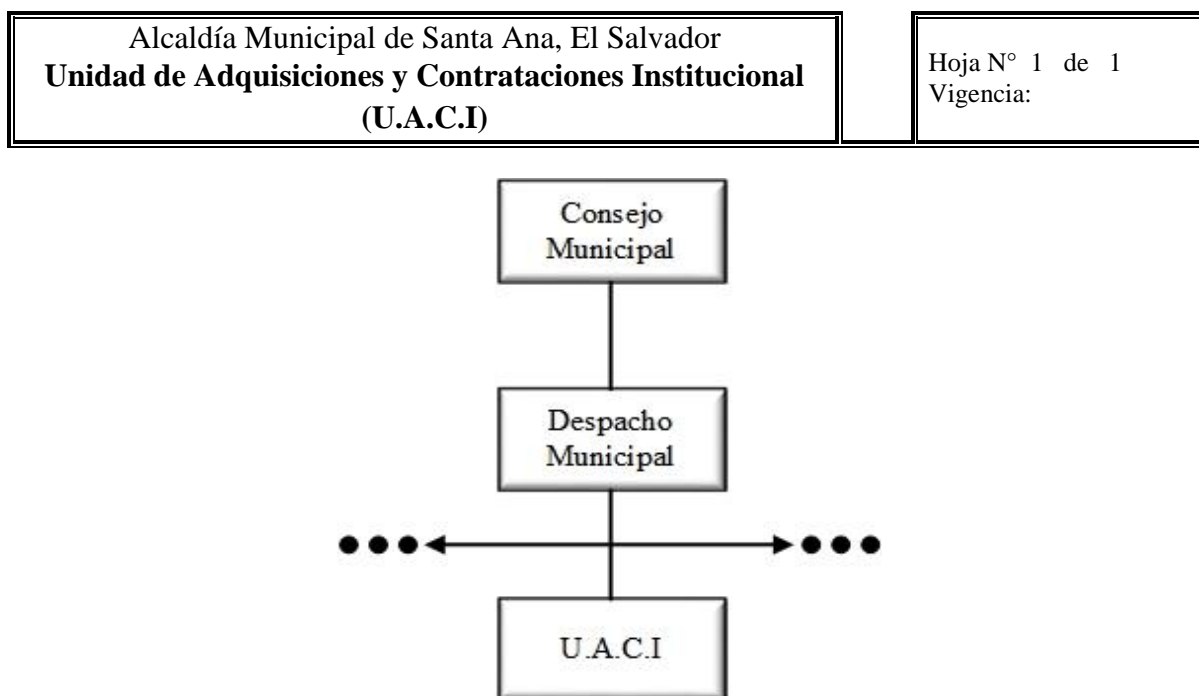 Alcaldía Municipal de Santa Ana, El Salvador
Unidad de Adquisiciones y Contrataciones Institucional
(U.A.C.I)
Hoja N° 1 de 1
Vigencia:
Consejo
Municipal
Despacho
Municipal
U.A.C.I